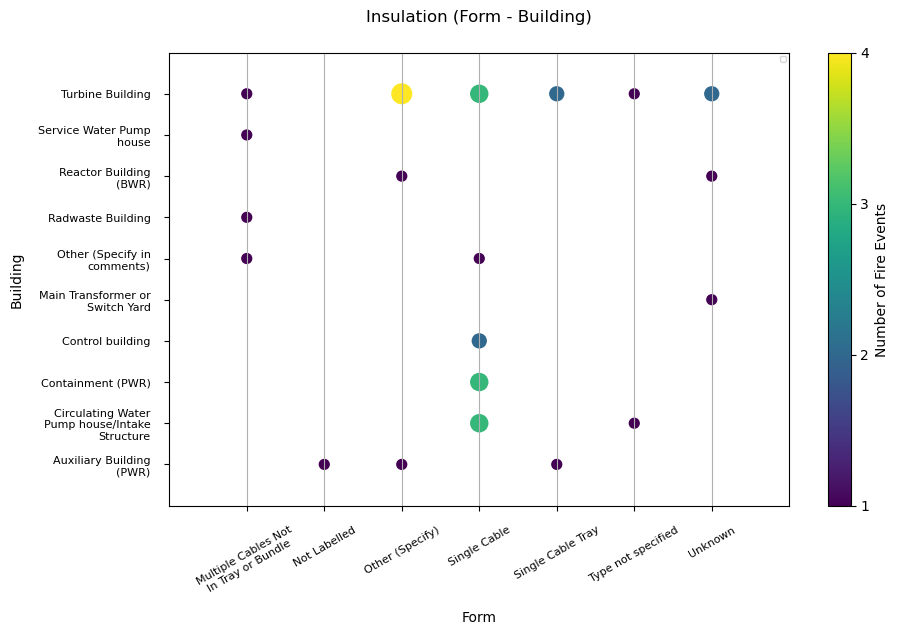 Insulation (Form - Building)
Building
Turbine Building
Service Water Pump
house
Reactor Building
(BWR)
Radwaste Building
Other (Specify in
comments)
Main Transformer or
Switch Yard
Control building
Containment (PWR)
Circulating Water
Pump house/Intake
Structure
Auxiliary Building
(PWR)
Multiple Cables Not
In Tray or Bundle
Not Labelled
Other (Specify)
Single Cable
Single Cable Tray
Type not specified
Unknown
Form
4
3
2
1
Number of Fire Events